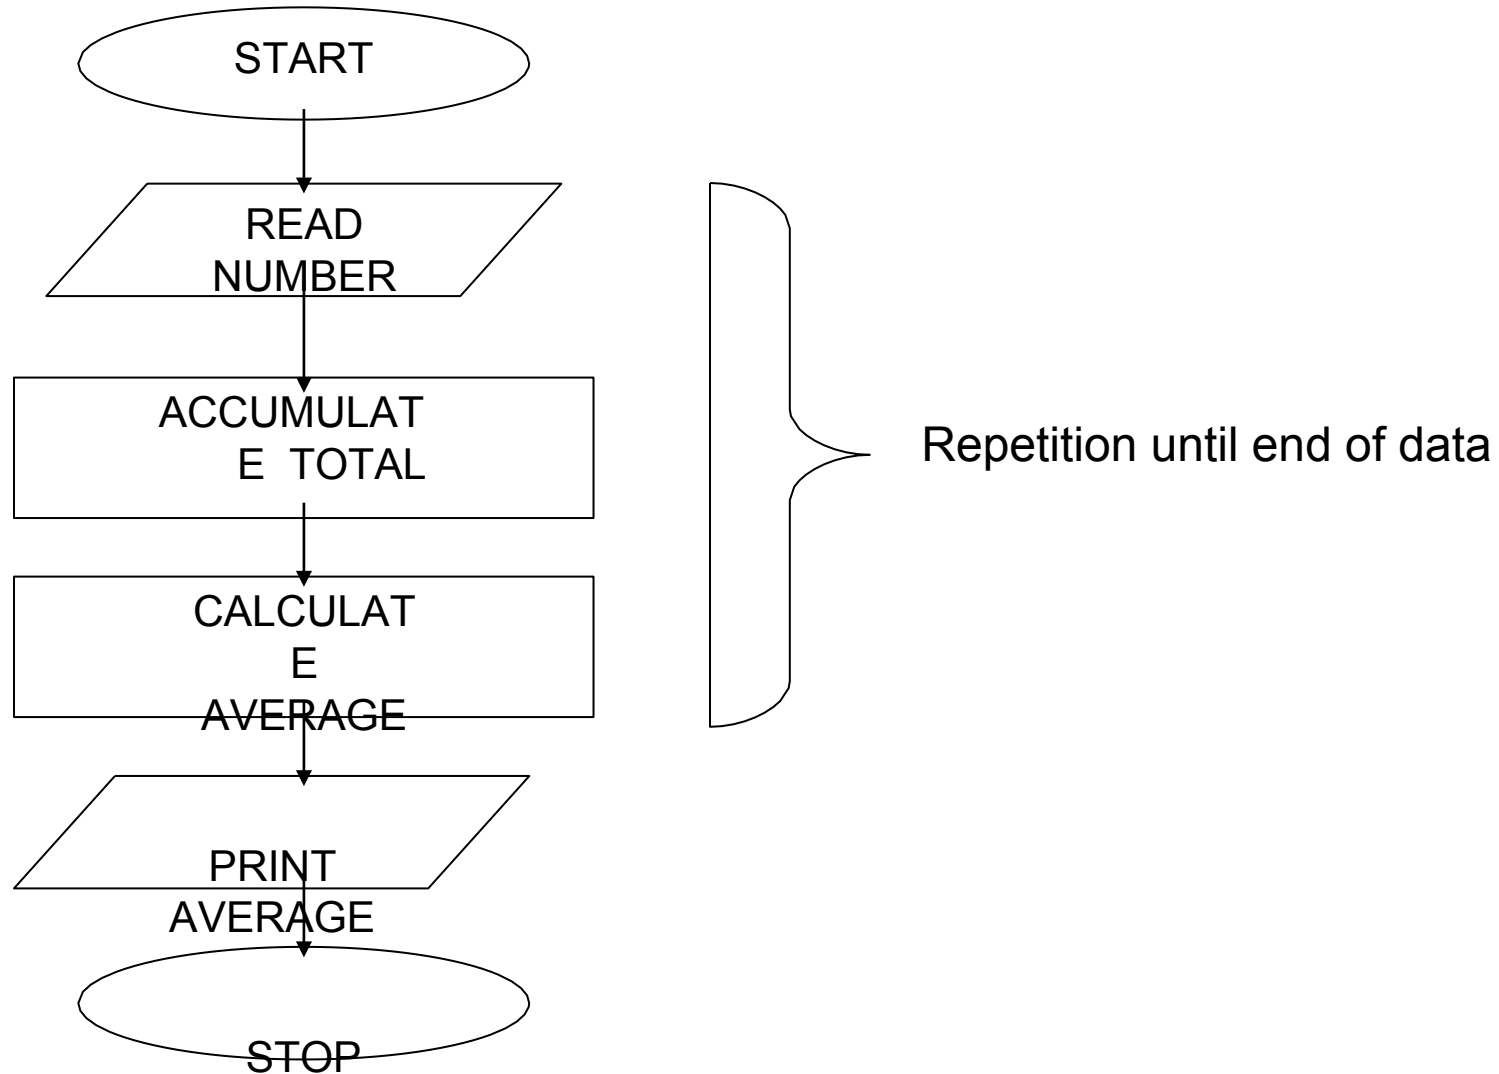 START
READ
NUMBER
ACCUMULAT
E TOTAL
Repetition until end of data
CALCULAT
E
AVERAGE
PRINT
AVERAGE
STOP